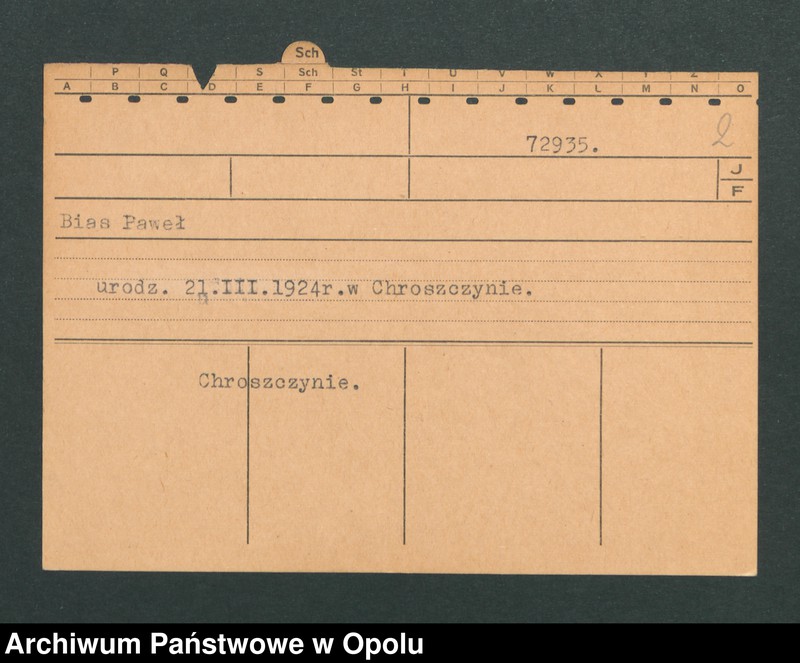 Sch
P Q S Sch St T U V W X Y Z
A B C D E F G H I J K L M N O
72935. 2
J
F
Bias Paweł
urodz. 21.III.1924r.w Chroszczynie.
Chroszczynie.
Archiwum Państwowe w Opolu